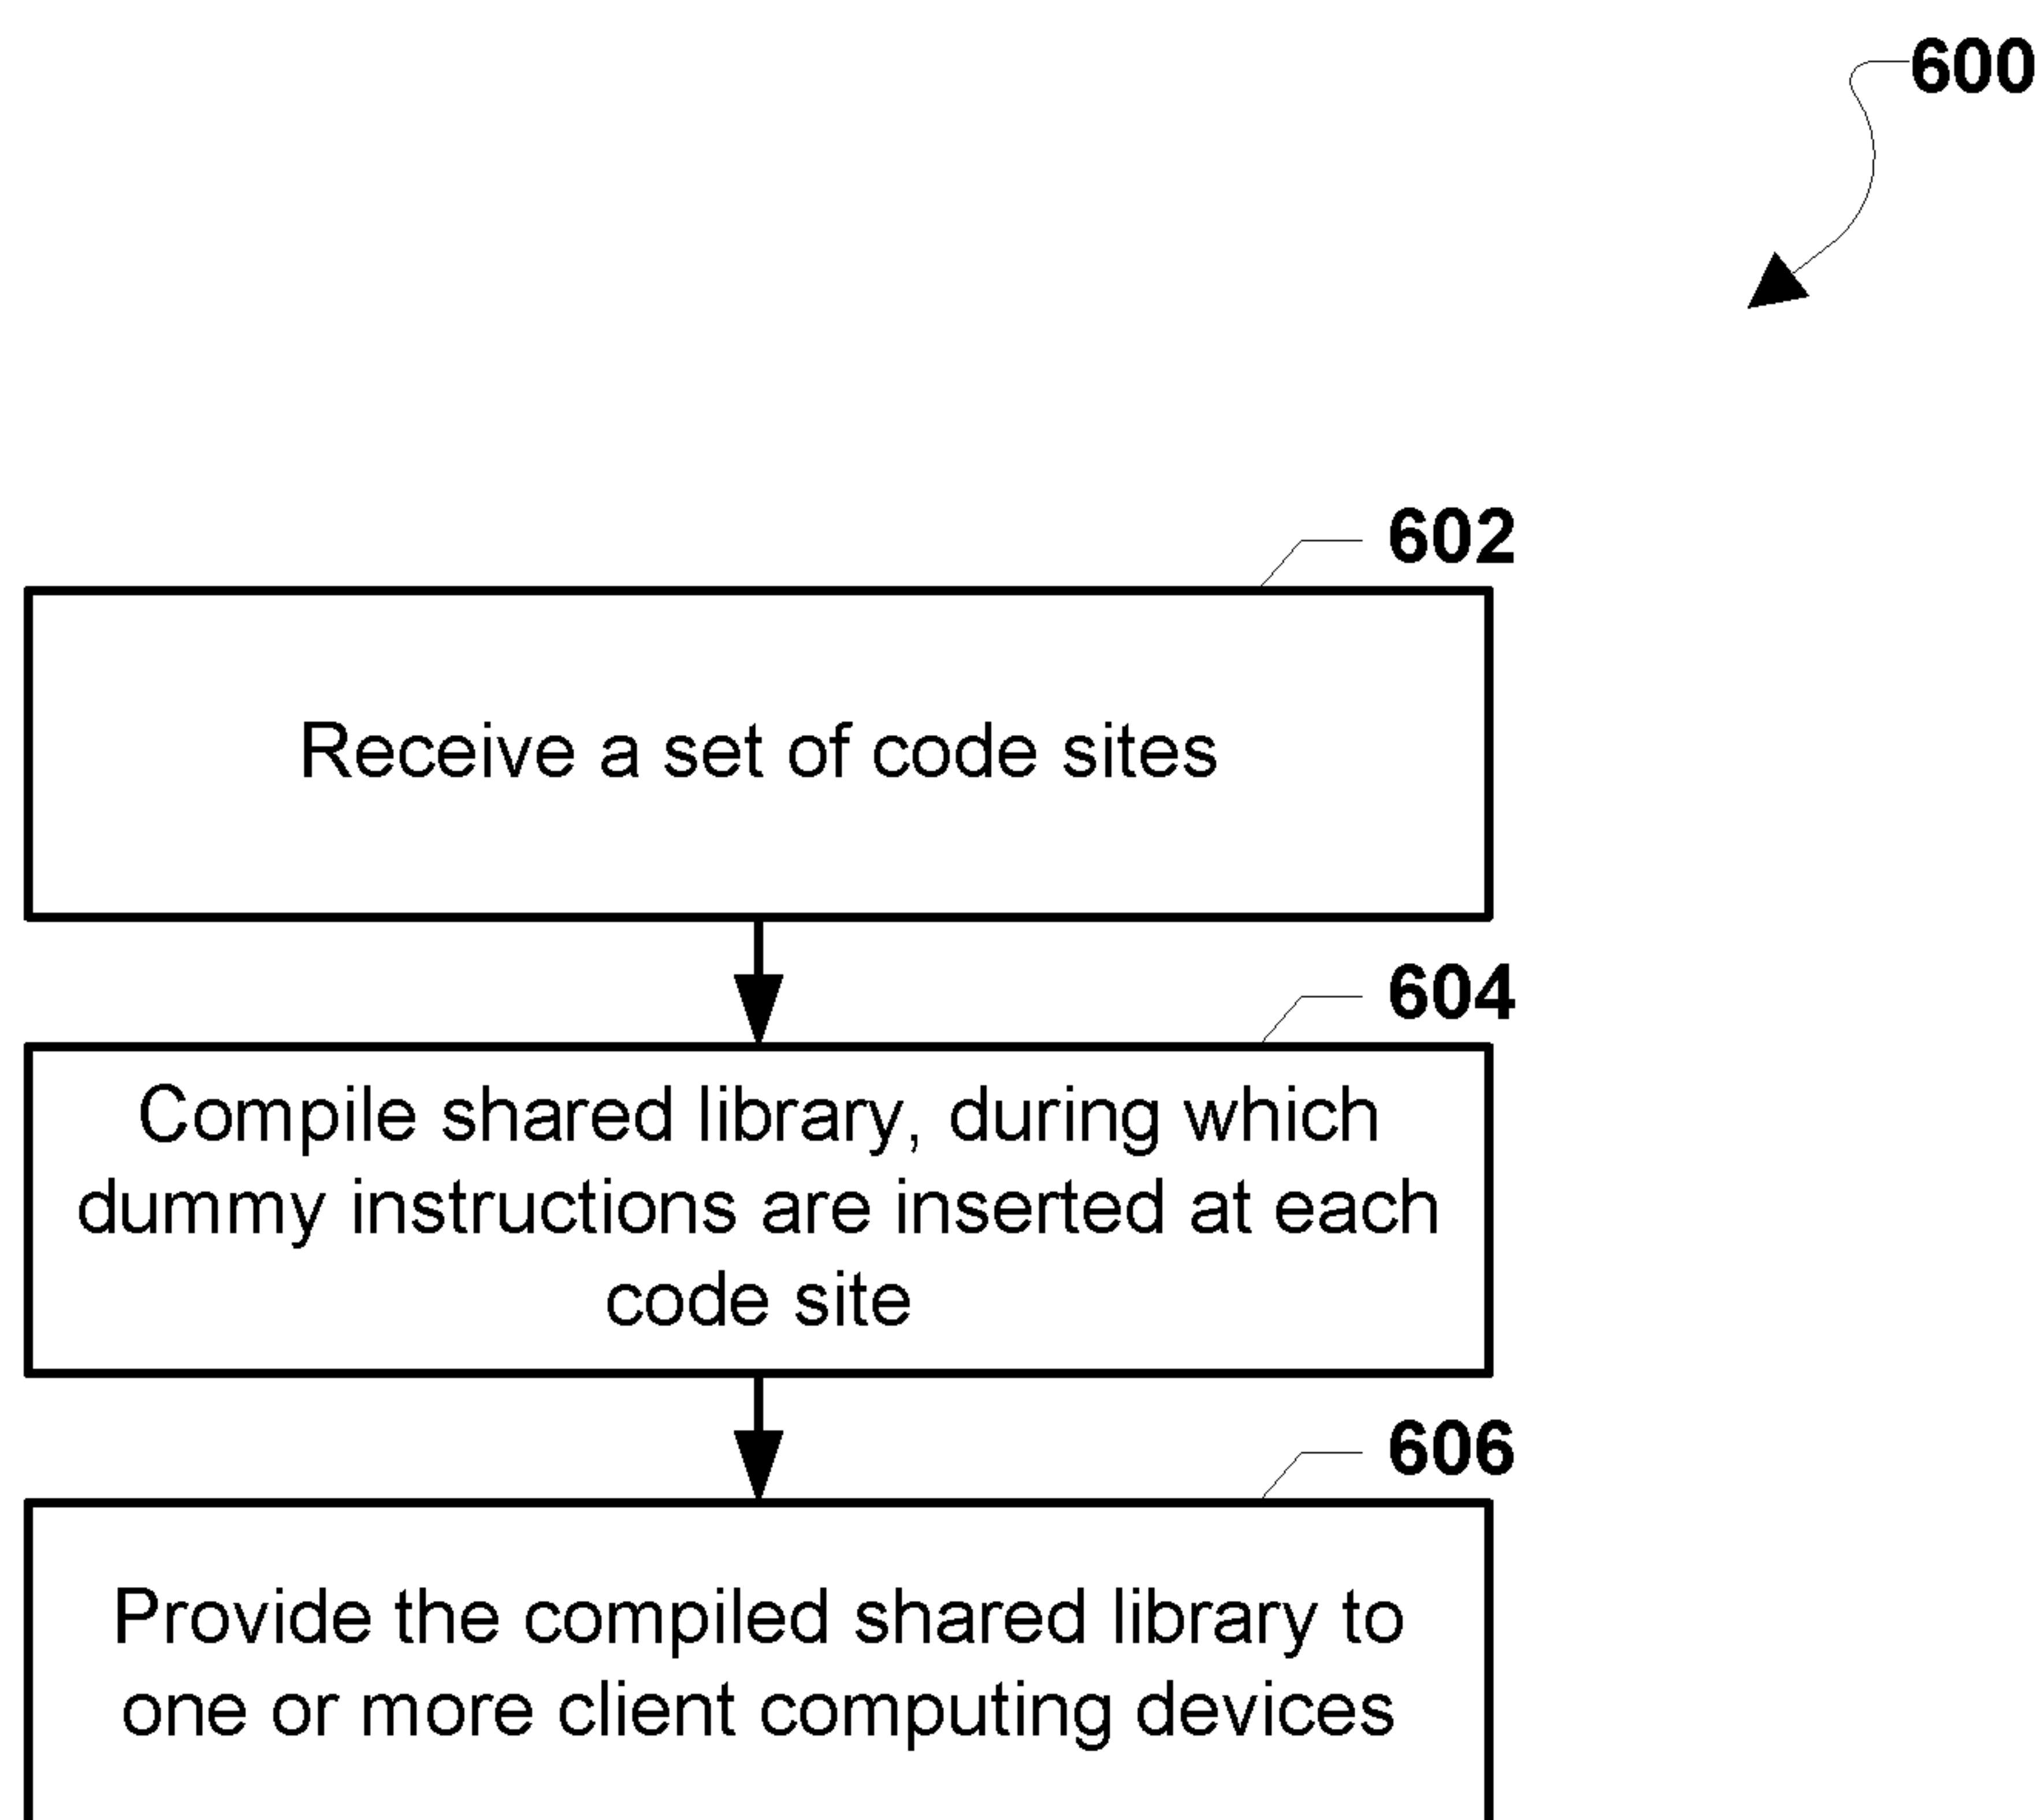 600
602
Receive a set of code sites
604
Compile shared library, during which
dummy instructions are inserted at each
code site
606
Provide the compiled shared library to
one or more client computing devices